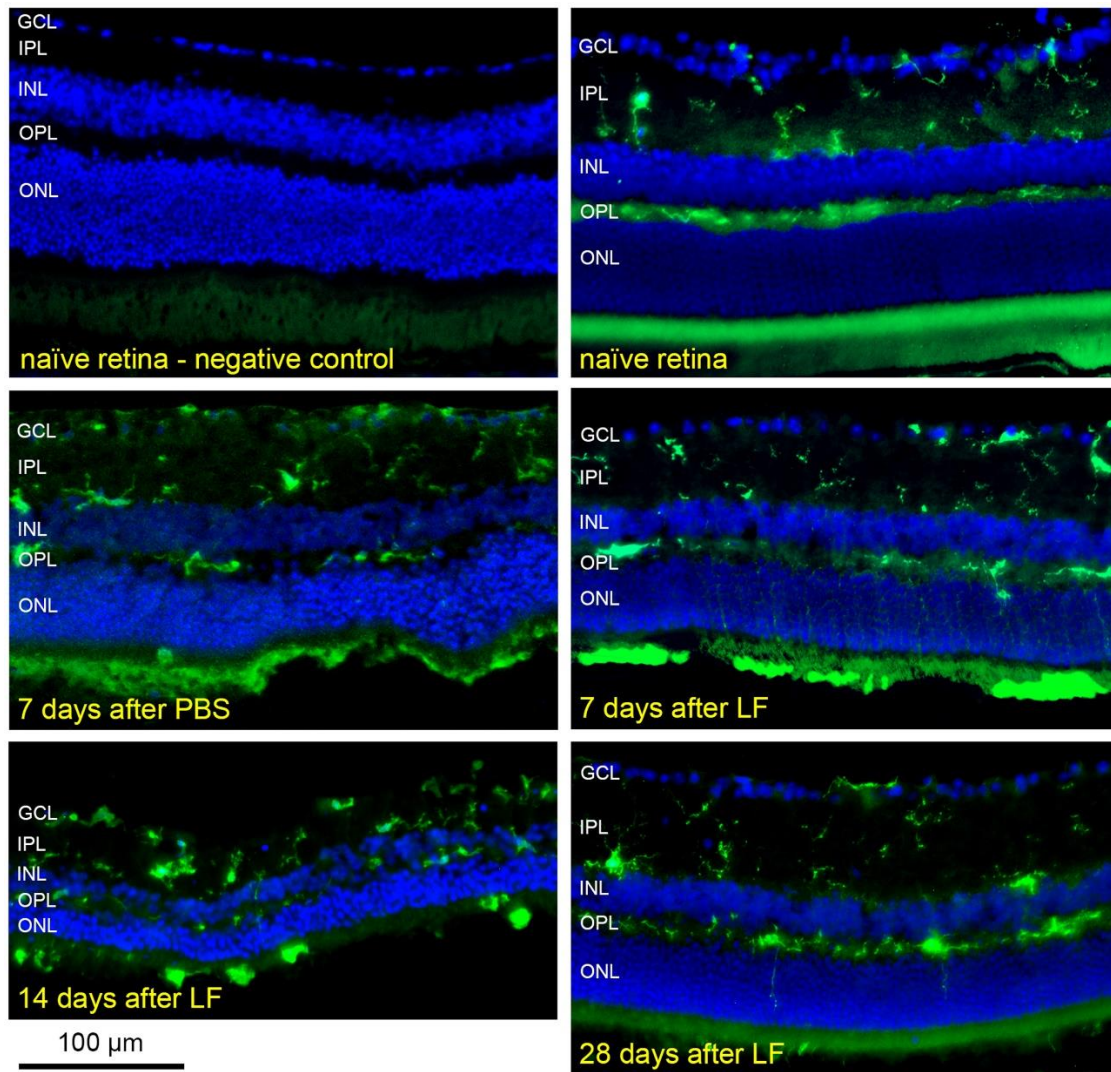 GCL
IPL
INL
OPL
ONL
naïve retina - negative control
GCL
IPL
INL
OPL
ONL
naïve retina
GCL
IPL
INL
OPL
ONL
7 days after PBS
GCL
IPL
INL
OPL
ONL
7 days after LF
GCL
IPL
INL
OPL
ONL
14 days after LF
100 µm
GCL
IPL
INL
OPL
ONL
28 days after LF